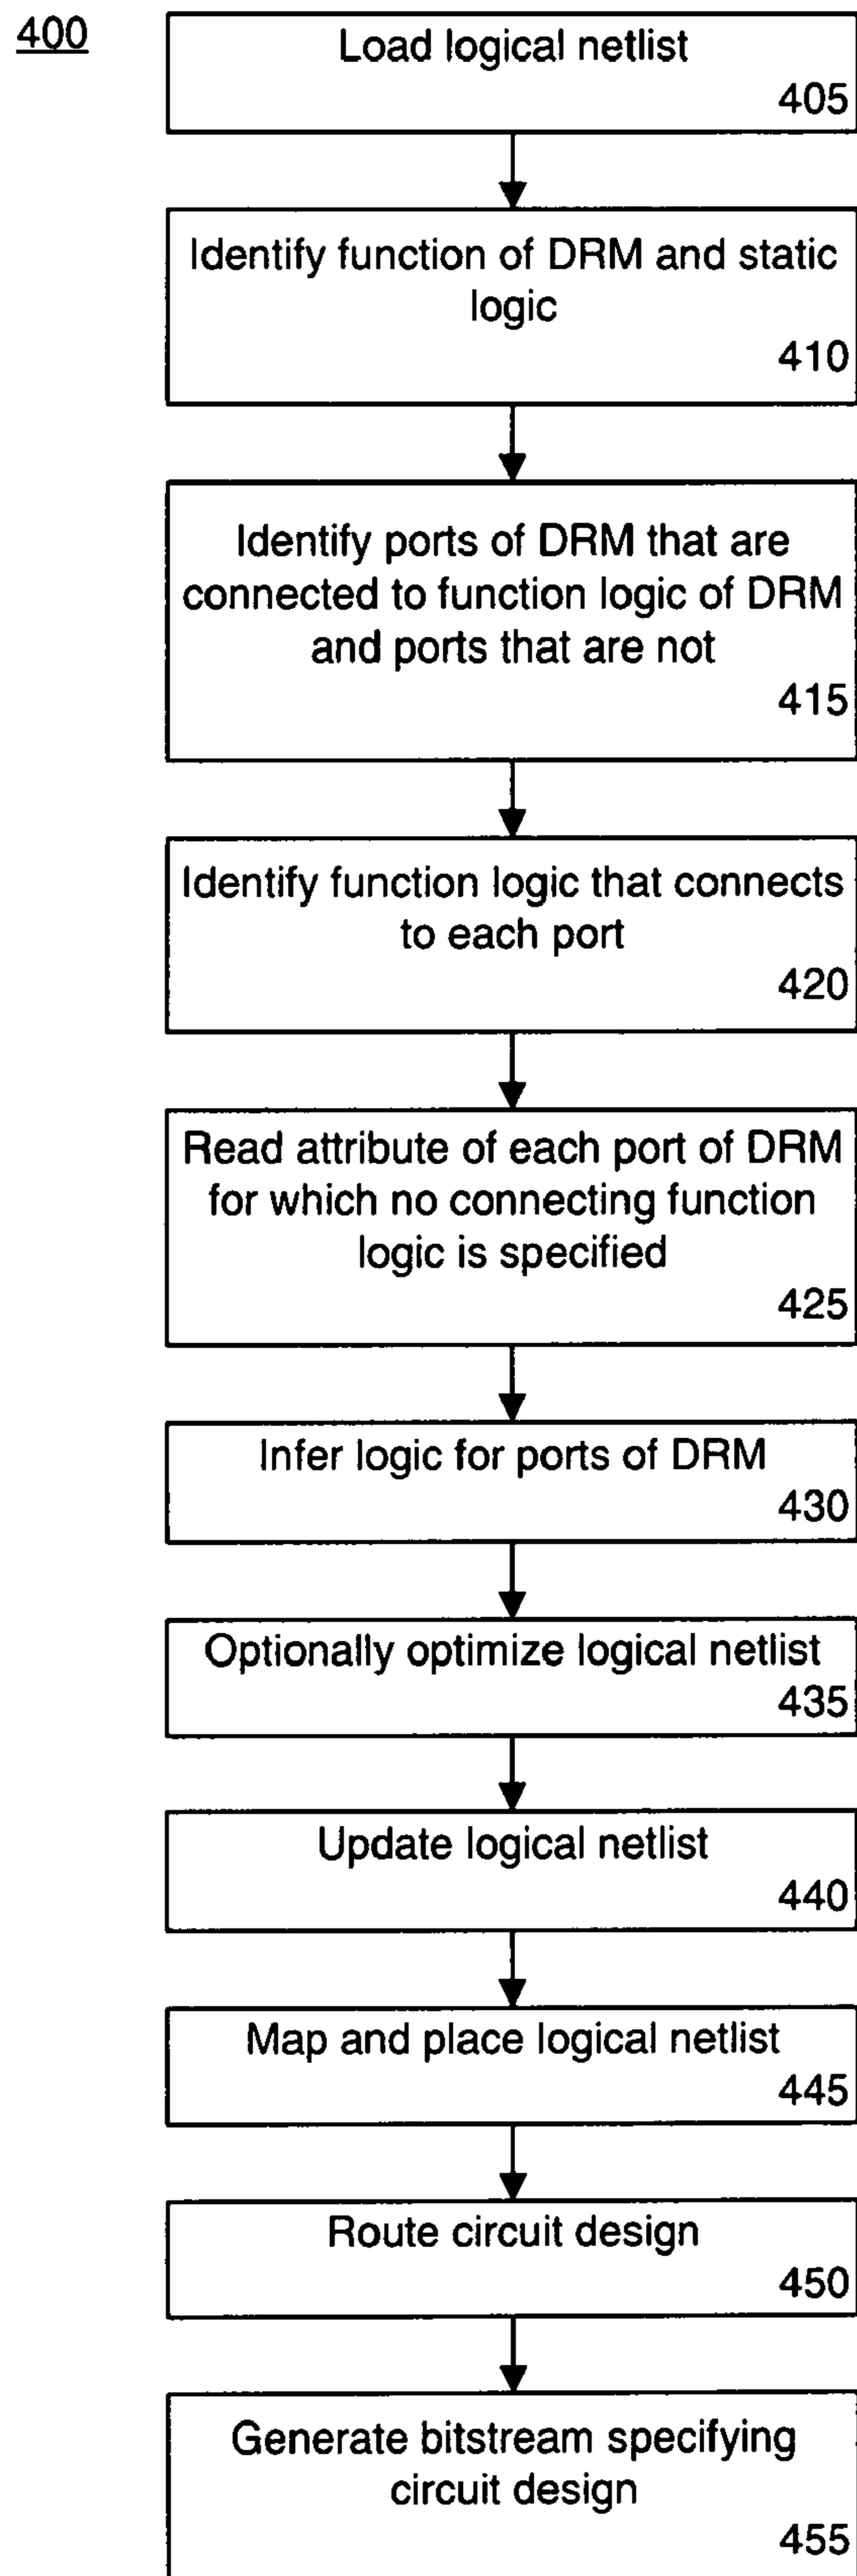 400
Load logical netlist
405
Identify function of DRM and static
logic
410
Identify ports of DRM that are
connected to function logic of DRM
and ports that are not
415
Identify function logic that connects
to each port
420
Read attribute of each port of DRM
for which no connecting function
logic is specified
425
Infer logic for ports of DRM
430
Optionally optimize logical netlist
435
Update logical netlist
440
Map and place logical netlist
445
Route circuit design
450
Generate bitstream specifying
circuit design
455